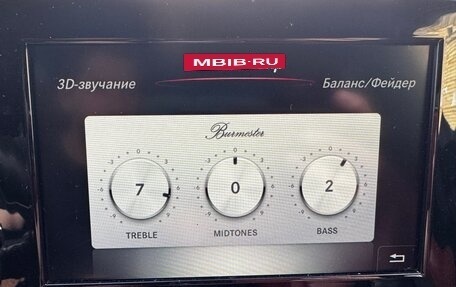 MBIB-RU
3D-звучание
Баланс/Фейдер
Burmester
7
0
2
TREBLE
MIDTONES
BASS